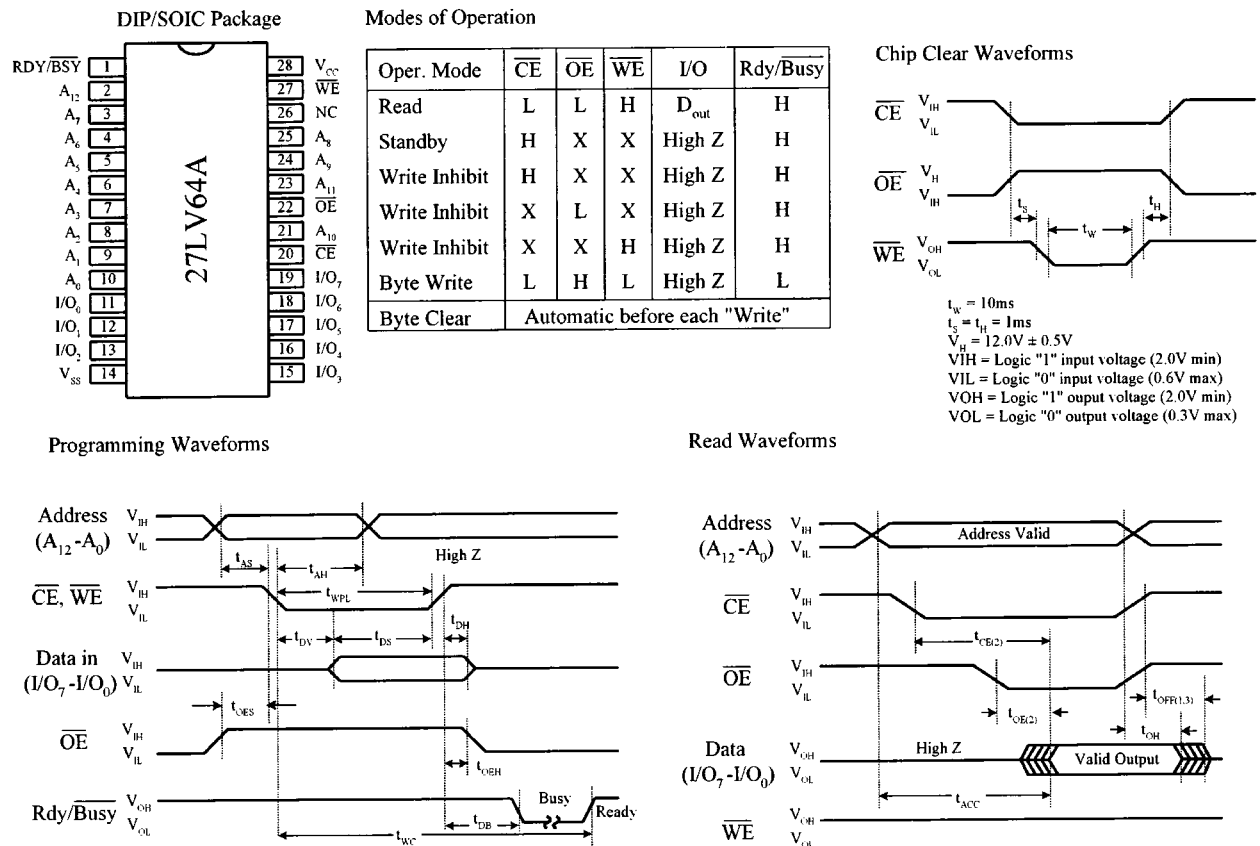 DIP/SOIC Package
RDY/BSY 1
A12 2
A7 3
A6 4
A5 5
A4 6
A3 7
A2 8
A1 9
A0 10
I/O0 11
I/O1 12
I/O2 13
VSS 14
27LV64A
28 VCC
27 WE
26 NC
25 A8
24 A9
23 A11
22 OE
21 A10
20 CE
19 I/O7
18 I/O6
17 I/O5
16 I/O4
15 I/O3
Modes of Operation
Oper. Mode CE OE WE I/O Rdy/Busy
Read L L H Dout H
Standby H X X High Z H
Write Inhibit H X X High Z H
Write Inhibit X L X High Z H
Write Inhibit X X H High Z H
Byte Write L H L High Z L
Byte Clear Automatic before each "Write"
Chip Clear Waveforms
CE VIH VIL
OE VH VIH
tS tH
tW
WE VOH VOL
tW = 10ms
tS = tH = 1ms
VH = 12.0V ± 0.5V
VIH = Logic "1" input voltage (2.0V min)
VIL = Logic "0" input voltage (0.6V max)
VOH = Logic "1" ouput voltage (2.0V min)
VOL = Logic "0" output voltage (0.3V max)
Programming Waveforms
Address (A12-A0) VIH VIL
High Z
tAS tAH
CE, WE VIH VIL
tWPL
tDV tDS tDH
Data in (I/O7-I/O0) VIH VIL
tOES
OE VIH VIL
tOEH
Rdy/Busy VOH VOL
Busy Ready
tDB
tWC
Read Waveforms
Address (A12-A0) VIH VIL
Address Valid
CE VIH VIL
tCE(2)
OE VIH VIL
tOE(2) tOFF(1,3)
tOH
Data (I/O7-I/O0) VOH VOL
High Z Valid Output
tACC
WE VOH VOL